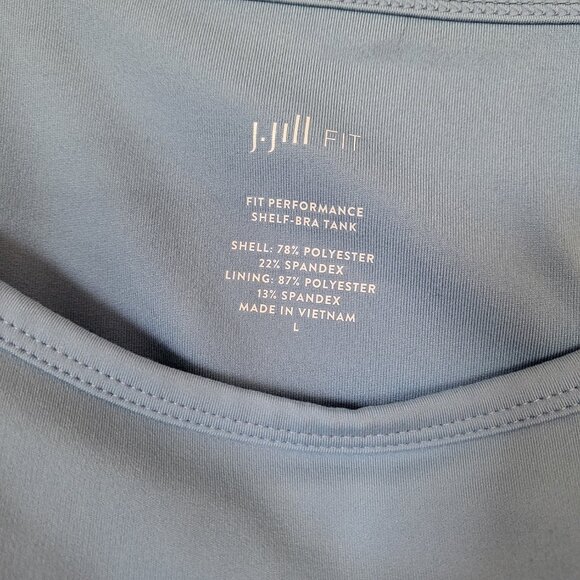 J.Jill FIT
FIT PERFORMANCE
SHELF-BRA TANK
SHELL: 78% POLYESTER
22% SPANDEX
LINING: 87% POLYESTER
13% SPANDEX
MADE IN VIETNAM
L